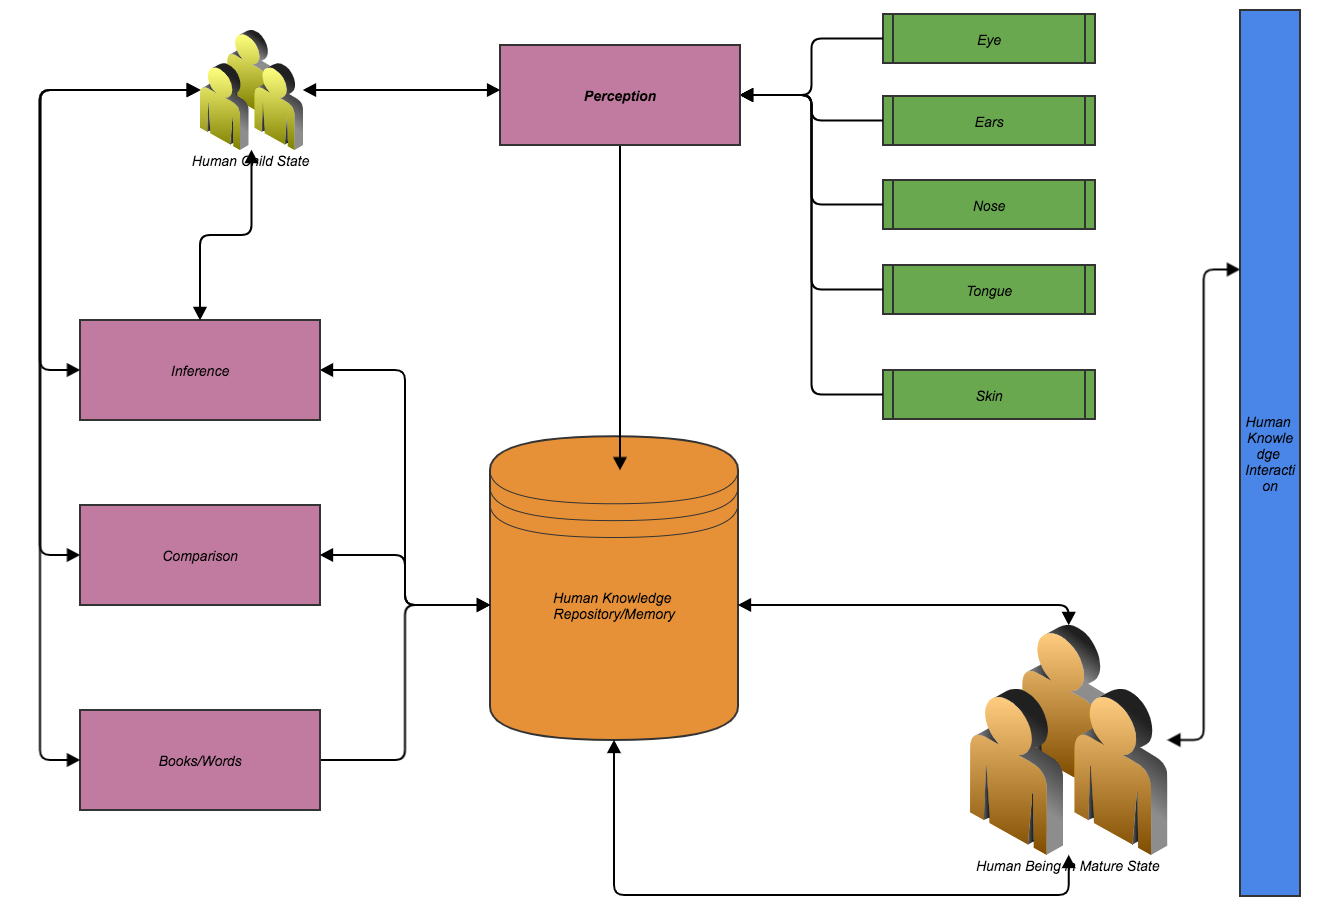 Eye
Perception
Ears
Human Child State
Nose
Tongue
Inference
Skin
Human
Knowle
dge
Interacti
on
Comparison
Human Knowledge
Repository/Memory
Books/Words
Human Being in Mature State